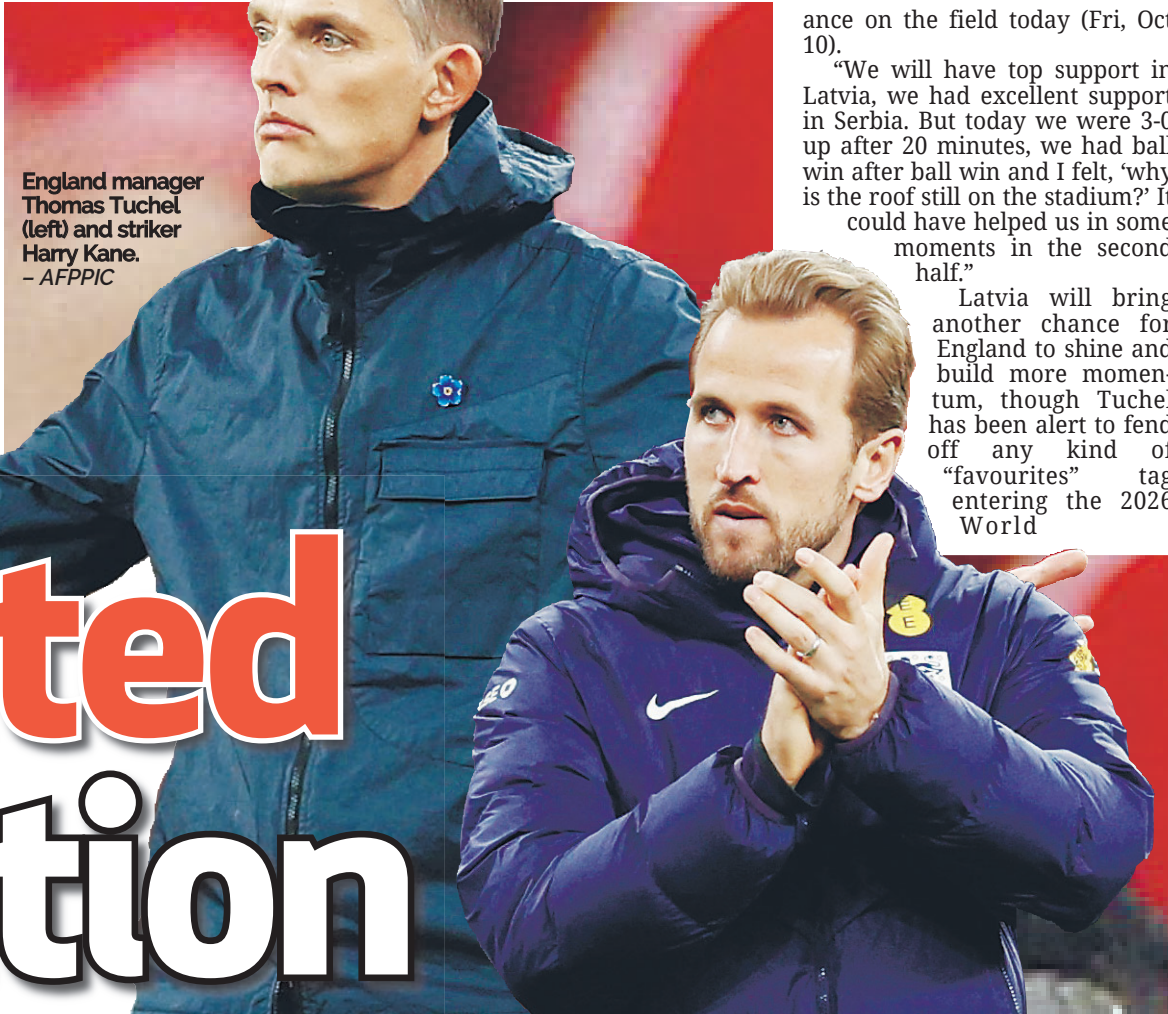 England manager
Thomas Tuchel
(left) and striker
Harry Kane.
– AFPPIC
ted
tion
ance on the field today (Fri, Oct
10).
“We will have top support in
Latvia, we had excellent support
in Serbia. But today we were 3-0
up after 20 minutes, we had ball
win after ball win and I felt, ‘why
is the roof still on the stadium?’ It
could have helped us in some
moments in the second
half.”
Latvia will bring
another chance for
England to shine and
build more momen-
tum, though Tuchel
has been alert to fend
off any kind of
“favourites” tag
entering the 2026
World
EE